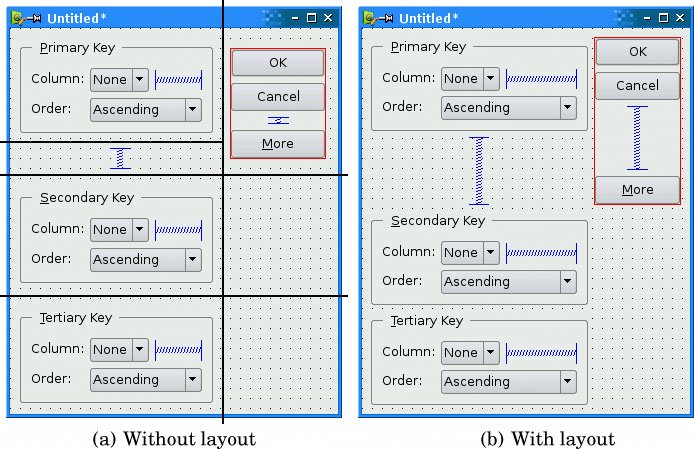 Untitled*
Primary Key
Column: None
Order: Ascending
OK
Cancel
More
Secondary Key
Column: None
Order: Ascending
Tertiary Key
Column: None
Order: Ascending
(a) Without layout
Untitled*
Primary Key
Column: None
Order: Ascending
OK
Cancel
More
Secondary Key
Column: None
Order: Ascending
Tertiary Key
Column: None
Order: Ascending
(b) With layout